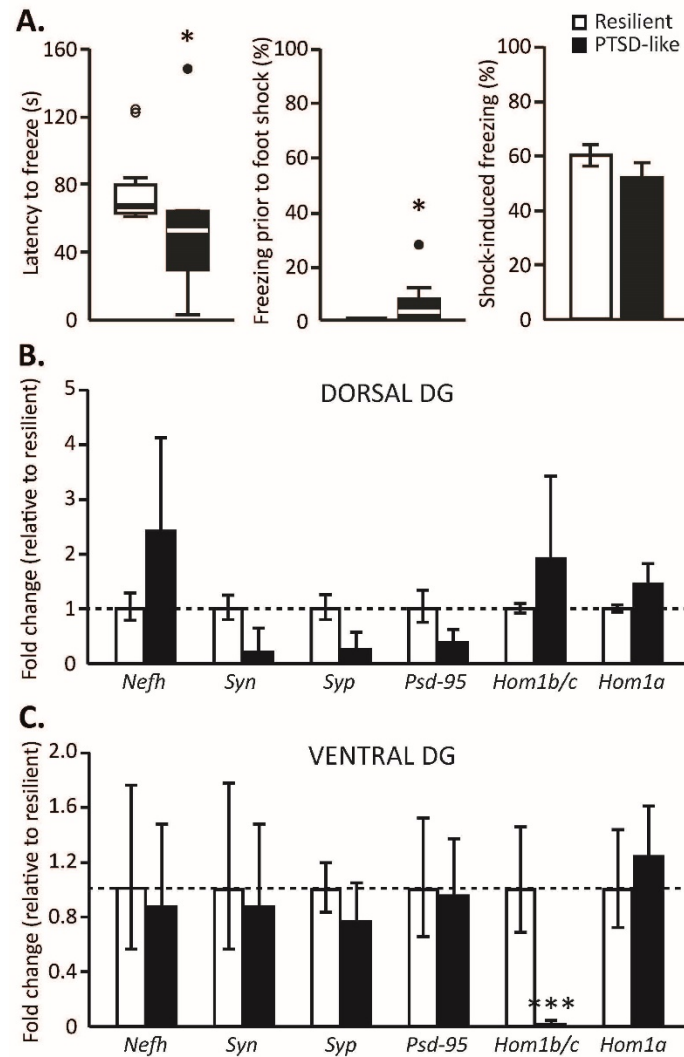 A.
Resilient
PTSD-like
Latency to freeze (s)
160
120
80
40
0
*
Freezing prior to foot shock (%)
100
80
60
40
20
0
*
Shock-induced freezing (%)
100
80
60
40
20
0
B.
DORSAL DG
Fold change (relative to resilient)
5
4
3
2
1
0
Nefh Syn Syp Psd-95 Hom1b/c Hom1a
C.
VENTRAL DG
Fold change (relative to resilient)
2.0
1.6
1.2
0.8
0.4
0
***
Nefh Syn Syp Psd-95 Hom1b/c Hom1a